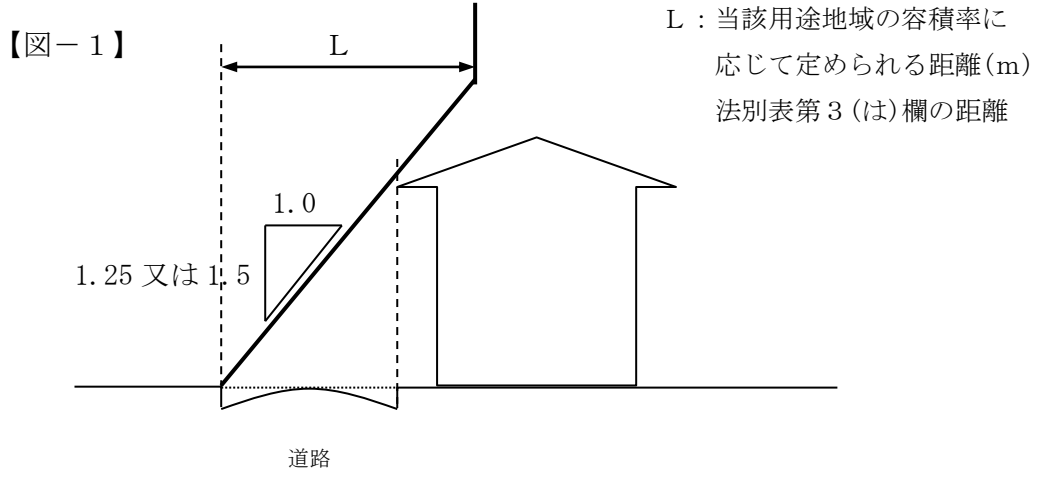 【図－１】
Ｌ
Ｌ：当該用途地域の容積率に
応じて定められる距離(m)
法別表第３(は)欄の距離
1.0
1.25 又は 1.5
道路